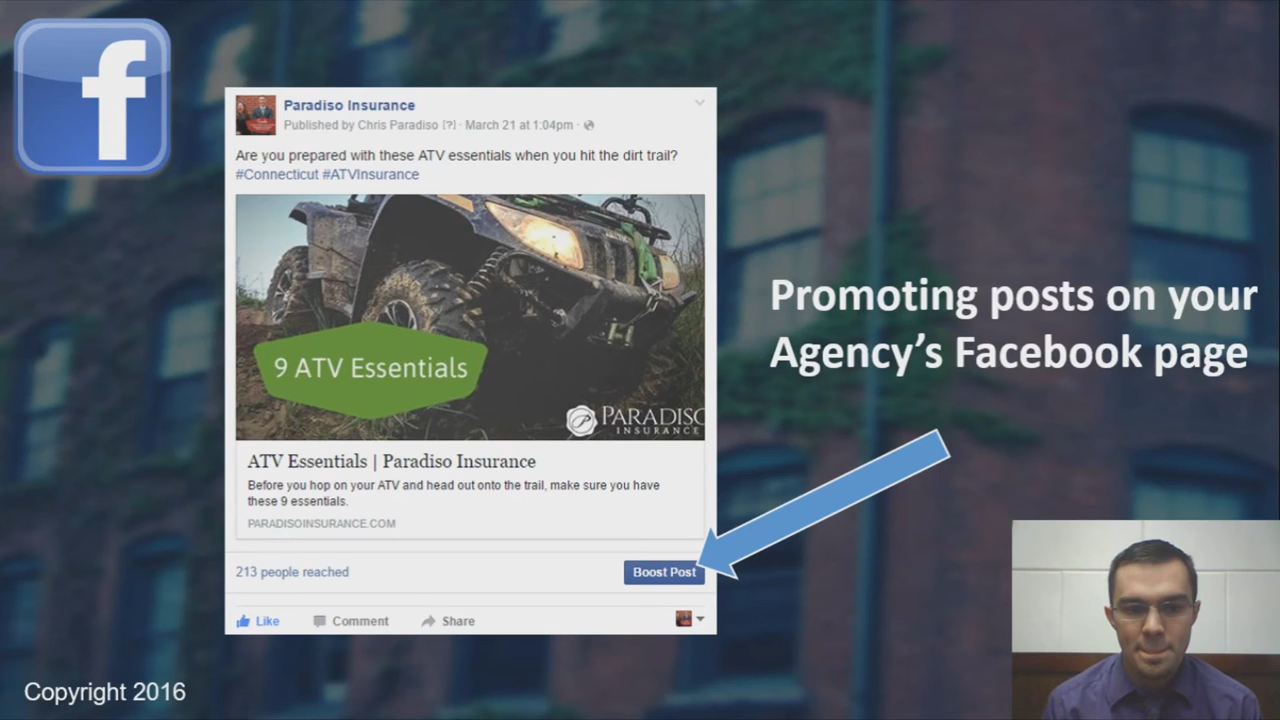 Paradiso Insurance
Published by Chris Paradiso [?] · March 21 at 1:04pm ·
Are you prepared with these ATV essentials when you hit the dirt trail?
#Connecticut #ATVInsurance
9 ATV Essentials
PARADISO
INSURANCE
ATV Essentials | Paradiso Insurance
Before you hop on your ATV and head out onto the trail, make sure you have
these 9 essentials.
PARADISOINSURANCE.COM
213 people reached
Boost Post
Like Comment Share
Promoting posts on your
Agency's Facebook page
Copyright 2016